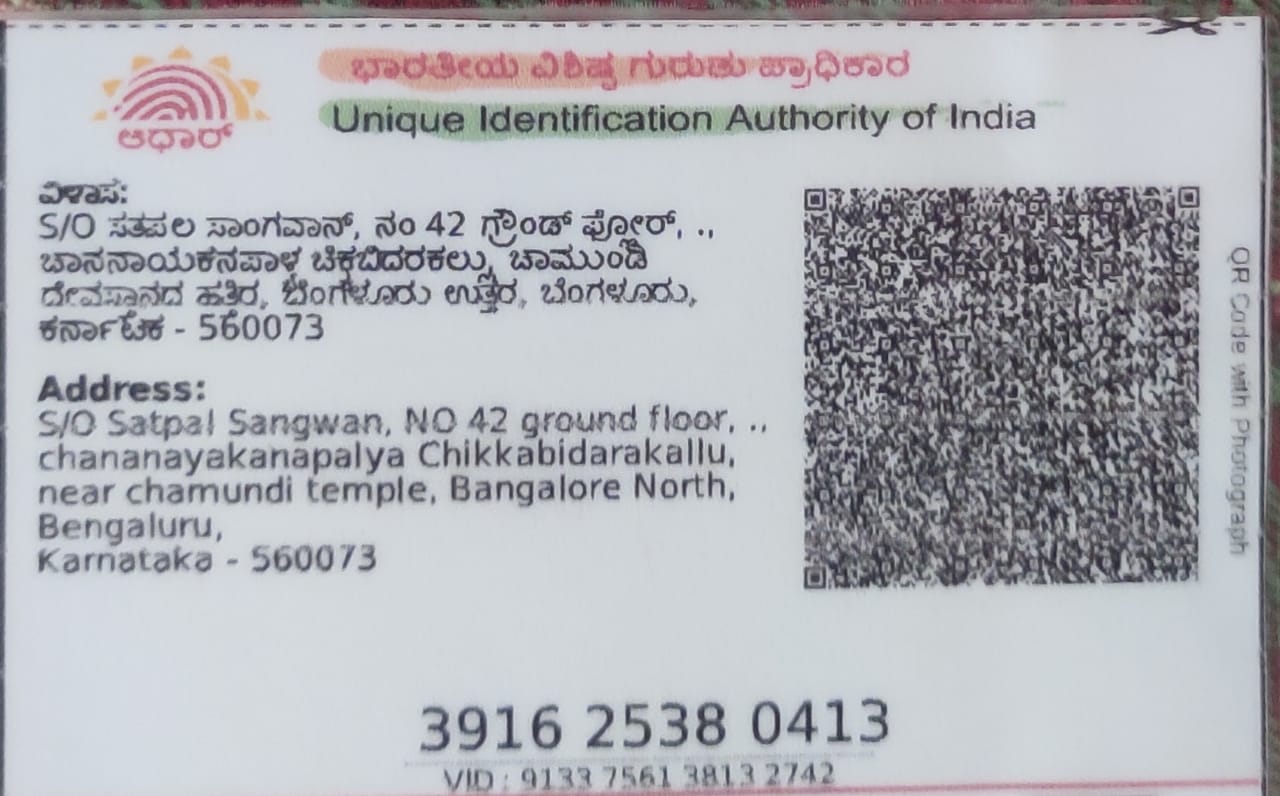 ಭಾರತೀಯ ವಿಶಿಷ್ಟ ಗುರುತು ಪ್ರಾಧಿಕಾರ
Unique Identification Authority of India
ಆಧಾರ್
ವಿಳಾಸ:
S/O ಸತಪಲ ಸಾಂಗವಾನ್, ನಂ 42 ಗ್ರೌಂಡ್ ಫ್ಲೋರ್, .,
ಚಾನನಾಯಕನಪಾಳ್ಯ ಚಿಕ್ಕಬಿದರಕಲ್ಲು, ಚಾಮುಂಡಿ
ದೇವಸಾನದ ಹತಿರ, ಬೆಂಗಳೂರು ಉತ್ತರ, ಬೆಂಗಳೂರು,
ಕರ್ನಾಟಕ - 560073
Address:
S/O Satpal Sangwan, NO 42 ground floor, .,
chananayakanapalya Chikkabidarakallu,
near chamundi temple, Bangalore North,
Bengaluru,
Karnataka - 560073
QR Code with Photograph
3916 2538 0413
VID : 9133 7561 3813 2742